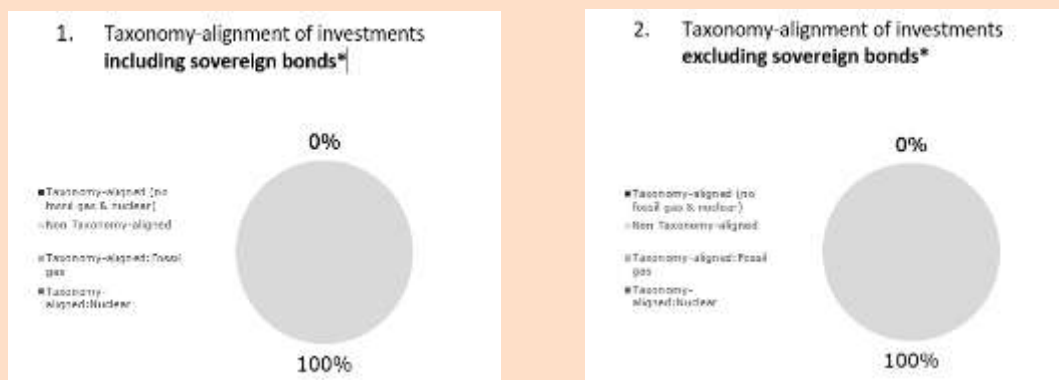 1. Taxonomy-alignment of investments
including sovereign bonds*
0%
Taxonomy-aligned (no
fossil gas & nuclear)
Non Taxonomy-aligned
Taxonomy-aligned: Fossil
gas
Taxonomy-
aligned:Nuclear
100%
2. Taxonomy-alignment of investments
excluding sovereign bonds*
0%
Taxonomy-aligned (no
fossil gas & nuclear)
Non Taxonomy-aligned
Taxonomy-aligned: Fossil
gas
Taxonomy-
aligned:Nuclear
100%